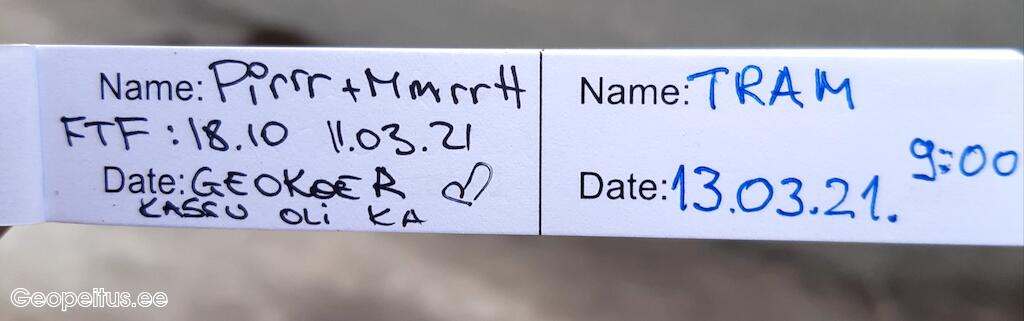 Name: Pirrr + MmrrH
FTF : 18.10 11.03.21
Date: GEOKOER
KASSU OLI KA
Name: TRAM
9:00
Date: 13.03.21.
Geopeitus.ee